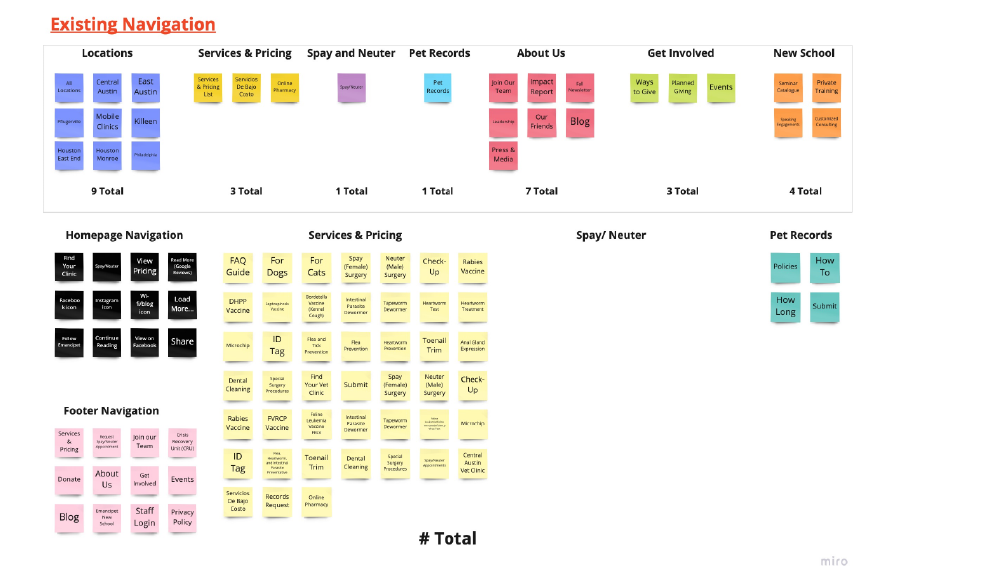 Existing Navigation
Locations
Services & Pricing
Spay and Neuter
Pet Records
About Us
Get Involved
New School
All
Locations
Central
Austin
East
Austin
Services
& Pricing
List
Servicios
De Bajo
Costo
Online
Pharmacy
Spay/Neuter
Pet
Records
Join Our
Team
Impact
Report
Newsletter
Ways
to Give
Planned
Giving
Events
Seminar
Catalogue
Private
Training
Pflugerville
Mobile
Clinics
Killeen
Leadership
Our
Friends
Blog
Speaking
Engagements
Customized
Consulting
Houston
East End
Houston
Monroe
Philadelphia
Press &
Media
9 Total
3 Total
1 Total
1 Total
7 Total
3 Total
4 Total
Homepage Navigation
Services & Pricing
Spay/ Neuter
Pet Records
Find
Your
Clinic
Spay/Neuter
View
Pricing
Read More
(Google
Reviews)
Faceboo
k icon
Instagram
Icon
Wi-
fi/blog
icon
Load
More...
Follow
Emancipet
Continue
Reading
View on
Facebook
Share
FAQ
Guide
For
Dogs
For
Cats
Spay
(Female)
Surgery
Neuter
(Male)
Surgery
Check-
Up
Rabies
Vaccine
DHPP
Vaccine
Leptospirosis
Vaccine
Bordetella
Vaccine
(Kennel
Cough)
Intestinal
Parasite
Dewormer
Tapeworm
Dewormer
Heartworm
Test
Heartworm
Treatment
Microchip
ID
Tag
Flea and
Tick
Prevention
Flea
Prevention
Heartworm
Prevention
Toenail
Trim
Anal Gland
Expression
Dental
Cleaning
Special
Surgery
Procedures
Find
Your Vet
Clinic
Submit
Spay
(Female)
Surgery
Neuter
(Male)
Surgery
Check-
Up
Rabies
Vaccine
FVRCP
Vaccine
Feline
Leukemia
Vaccine
Intestinal
Parasite
Dewormer
Tapeworm
Dewormer
Microchip
ID
Tag
Flea,
Heartworm,
and Intestinal
Parasite
Preventative
Toenail
Trim
Dental
Cleaning
Special
Surgery
Procedures
Spay/Neuter
Appointments
Central
Austin
Vet Clinic
Servicios
De Bajo
Costo
Records
Request
Online
Pharmacy
Policies
How
To
How
Long
Submit
Footer Navigation
Services
&
Pricing
Request
Spay/Neuter
Appointment
Join our
Team
Crisis
Recovery
Unit (CRU)
Donate
About
Us
Get
Involved
Events
Blog
Emancipet
New
School
Staff
Login
Privacy
Policy
# Total
miro